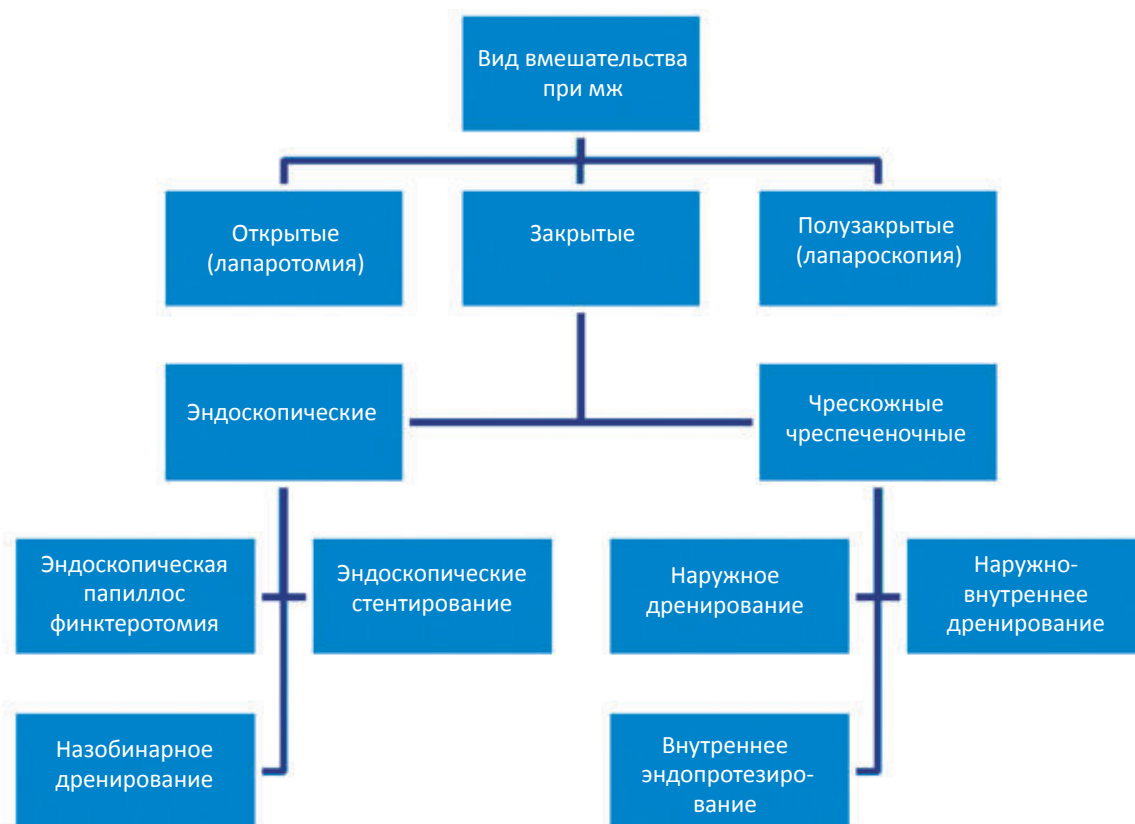 Вид вмешательства
при мж
Открытые
(лапаротомия)
Закрытые
Полузакрытые
(лапароскопия)
Эндоскопические
Чрескожные
чреспеченочные
Эндоскопическая
папиллос
финктеротомия
Эндоскопические
стентирование
Наружное
дренирование
Наружно-
внутреннее
дренирование
Назобинарное
дренирование
Внутреннее
эндопротезиро-
вание